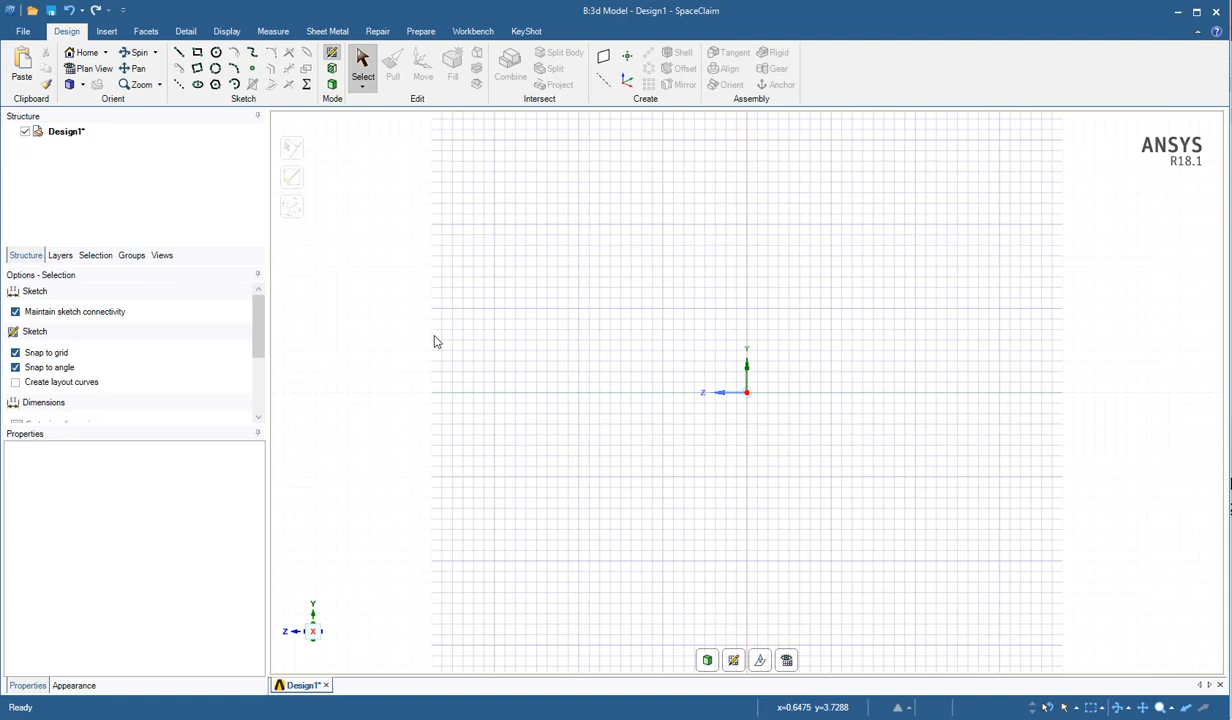 B:3d Model - Design1 - SpaceClaim
File Design Insert Facets Detail Display Measure Sheet Metal Repair Prepare Workbench KeyShot
Paste
Clipboard
Home Spin
Plan View Pan
Zoom
Orient
Sketch
Mode
Select Pull Move Fill
Edit
Combine
Split Body
Split
Project
Intersect
Shell
Offset
Mirror
Create
Tangent Rigid
Align Gear
Orient Anchor
Assembly
Structure
Design1*
Structure Layers Selection Groups Views
Options - Selection
Sketch
Maintain sketch connectivity
Sketch
Snap to grid
Snap to angle
Create layout curves
Dimensions
Properties
Properties Appearance
ANSYS
R18.1
Y
Z
Y
Z X
Design1*
Ready
x=0.6475 y=3.7288